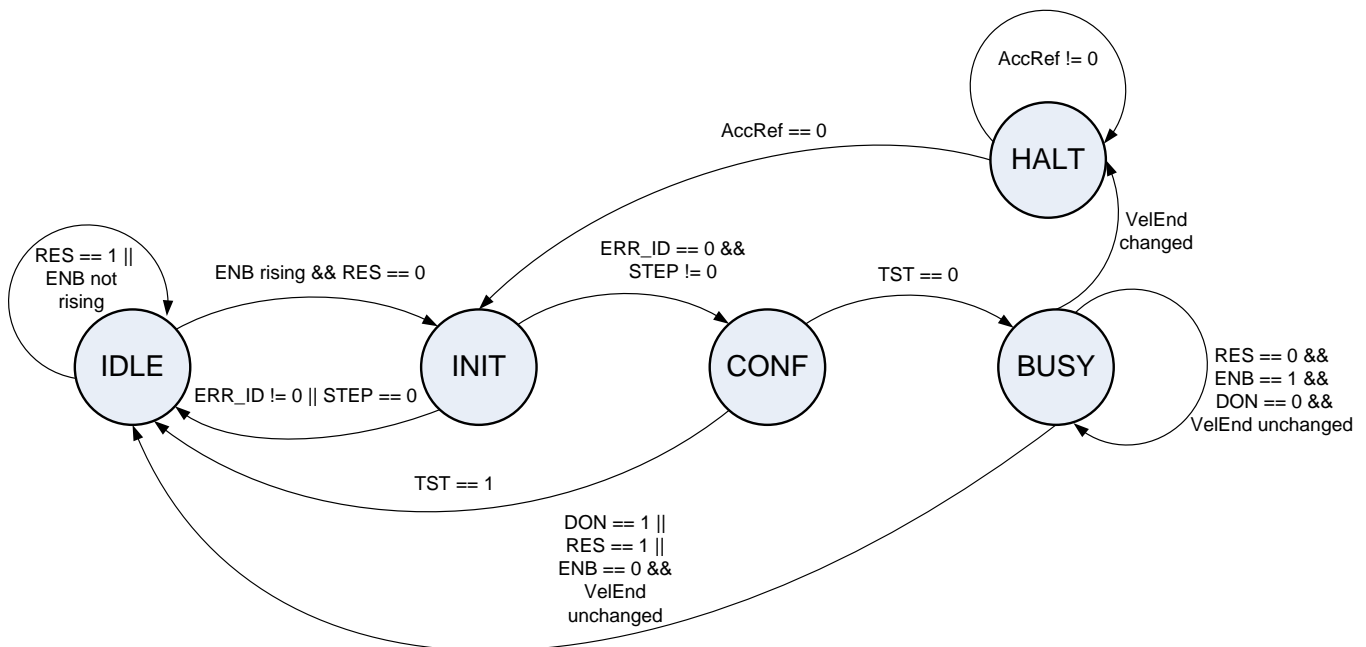 AccRef != 0
AccRef == 0
HALT
VelEnd
changed
RES == 1 ||
ENB not
rising
ENB rising && RES == 0
ERR_ID == 0 &&
STEP != 0
TST == 0
IDLE
INIT
CONF
BUSY
RES == 0 &&
ENB == 1 &&
DON == 0 &&
VelEnd unchanged
ERR_ID != 0 || STEP == 0
TST == 1
DON == 1 ||
RES == 1 ||
ENB == 0 &&
VelEnd
unchanged